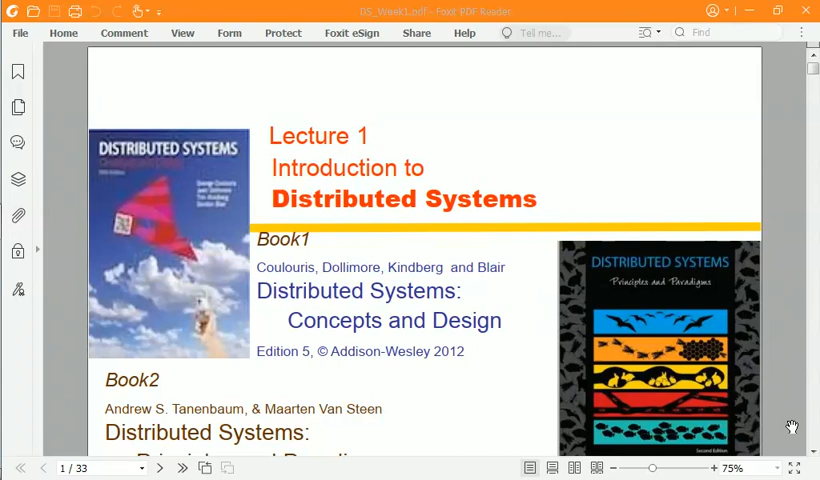 DS_Week1.pdf - Foxit PDF Reader
File Home Comment View Form Protect Foxit eSign Share Help Tell me... Find
DISTRIBUTED SYSTEMS
Lecture 1
Introduction to
Distributed Systems
Book1
Coulouris, Dollimore, Kindberg and Blair
Distributed Systems:
Concepts and Design
Edition 5, © Addison-Wesley 2012
DISTRIBUTED SYSTEMS
Principles and Paradigms
Second Edition
Book2
Andrew S. Tanenbaum, & Maarten Van Steen
Distributed Systems:
1 / 33
75%